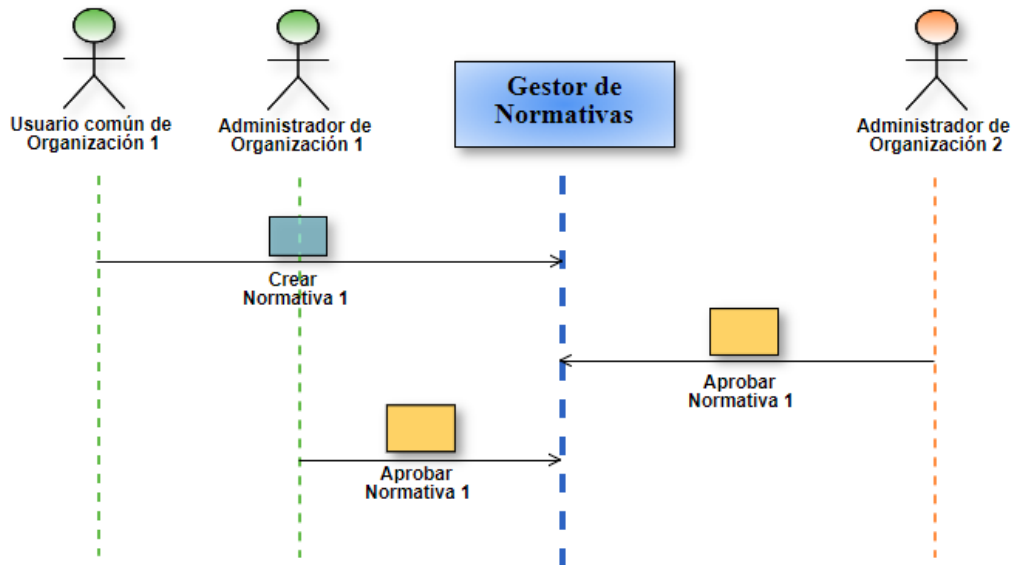 Usuario común de
Organización 1
Administrador de
Organización 1
Gestor de
Normativas
Administrador de
Organización 2
Crear
Normativa 1
Aprobar
Normativa 1
Aprobar
Normativa 1